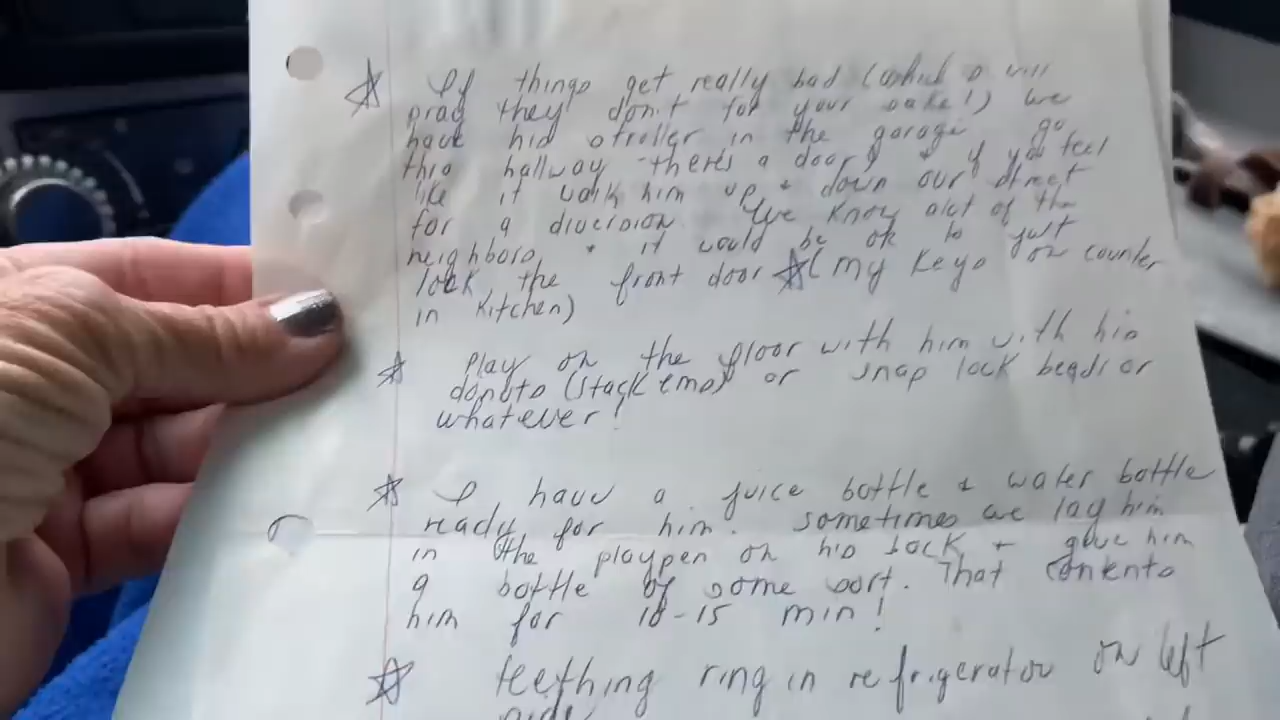 ☆ If things get really bad (which I will
pray they don't for your sake!) we
have his stroller in the garage go
thro hallway - there's a door) & if you feel
like it walk him up & down our street
for a diversion. We know alot of the
neighbors, & it would be ok to just
lock the front door ☆ (my keys on counter
in kitchen)
☆ Play on the floor with him with his
donuts (stack ems) or snap lock beads or
whatever!
☆ I have a juice bottle & water bottle
ready for him. Sometimes we lay him
in the playpen on his back & give him
a bottle of some sort. That contents
him for 10-15 min!
☆ teething ring in refrigerator on left
side